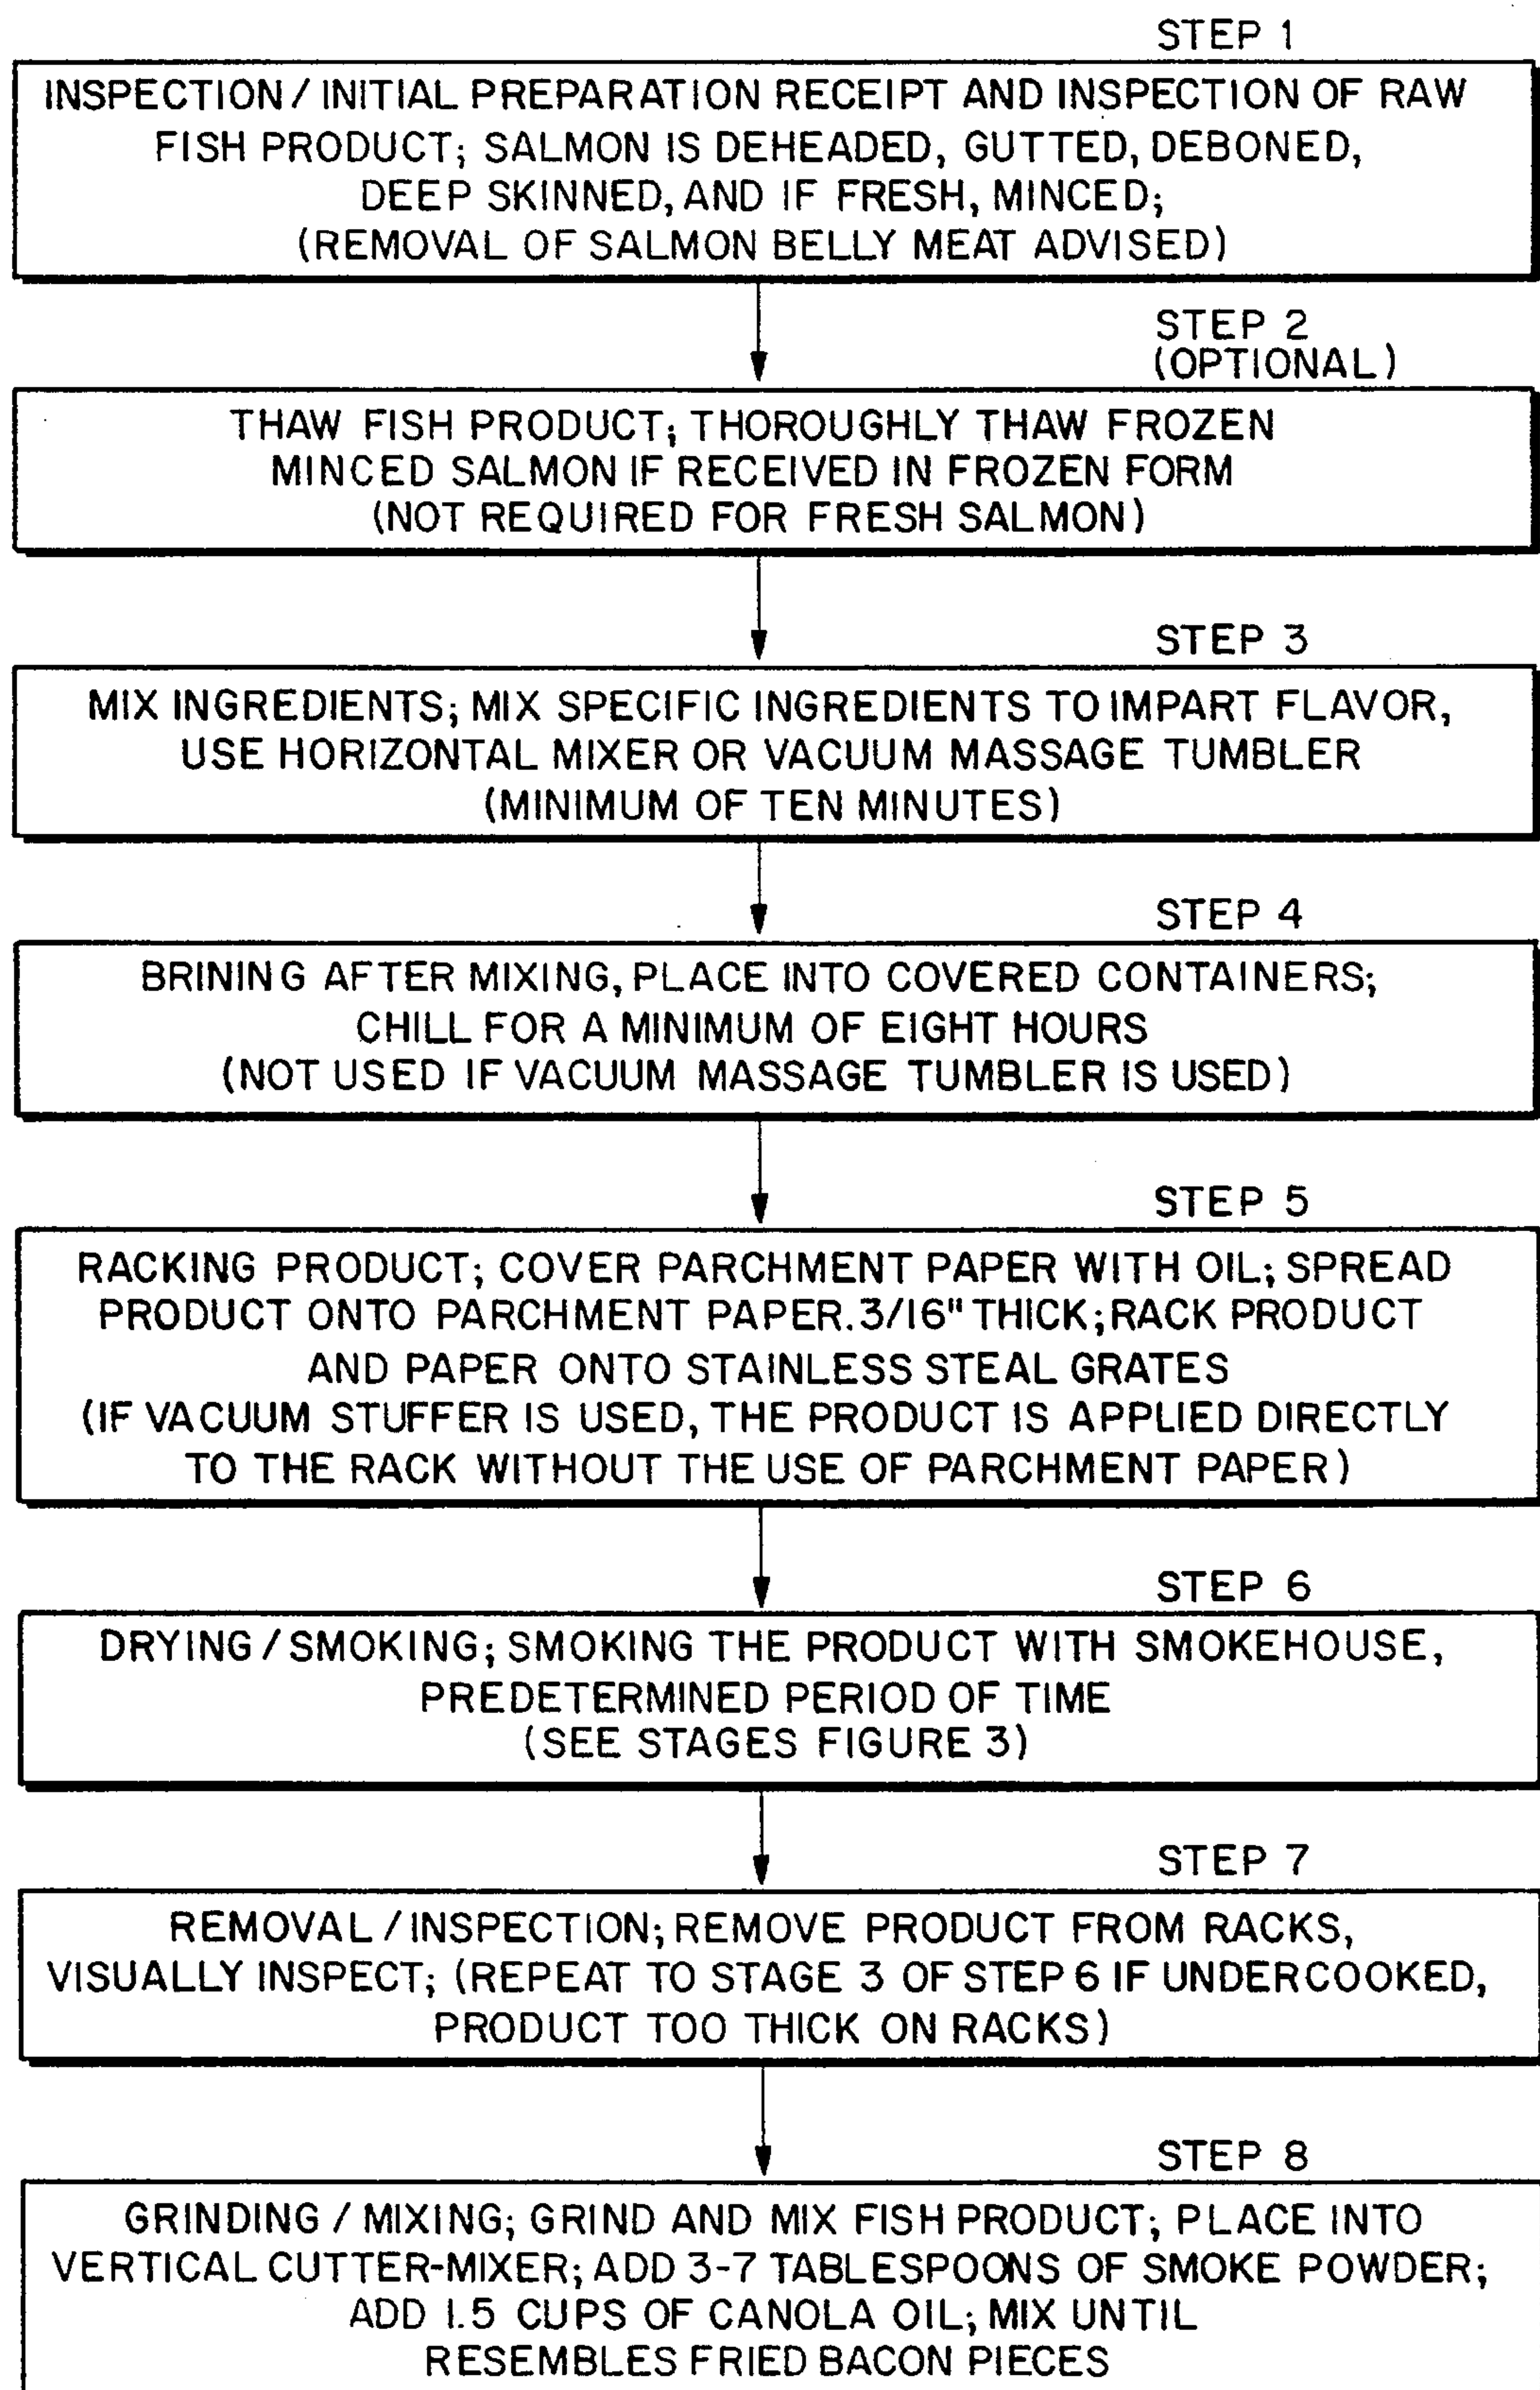 STEP 1
INSPECTION / INITIAL PREPARATION RECEIPT AND INSPECTION OF RAW
FISH PRODUCT; SALMON IS DEHEADED, GUTTED, DEBONED,
DEEP SKINNED, AND IF FRESH, MINCED;
(REMOVAL OF SALMON BELLY MEAT ADVISED)
STEP 2
(OPTIONAL)
THAW FISH PRODUCT; THOROUGHLY THAW FROZEN
MINCED SALMON IF RECEIVED IN FROZEN FORM
(NOT REQUIRED FOR FRESH SALMON)
STEP 3
MIX INGREDIENTS; MIX SPECIFIC INGREDIENTS TO IMPART FLAVOR,
USE HORIZONTAL MIXER OR VACUUM MASSAGE TUMBLER
(MINIMUM OF TEN MINUTES)
STEP 4
BRINING AFTER MIXING, PLACE INTO COVERED CONTAINERS;
CHILL FOR A MINIMUM OF EIGHT HOURS
(NOT USED IF VACUUM MASSAGE TUMBLER IS USED)
STEP 5
RACKING PRODUCT; COVER PARCHMENT PAPER WITH OIL; SPREAD
PRODUCT ONTO PARCHMENT PAPER. 3/16" THICK; RACK PRODUCT
AND PAPER ONTO STAINLESS STEAL GRATES
(IF VACUUM STUFFER IS USED, THE PRODUCT IS APPLIED DIRECTLY
TO THE RACK WITHOUT THE USE OF PARCHMENT PAPER)
STEP 6
DRYING / SMOKING; SMOKING THE PRODUCT WITH SMOKEHOUSE,
PREDETERMINED PERIOD OF TIME
(SEE STAGES FIGURE 3)
STEP 7
REMOVAL / INSPECTION; REMOVE PRODUCT FROM RACKS,
VISUALLY INSPECT; (REPEAT TO STAGE 3 OF STEP 6 IF UNDERCOOKED,
PRODUCT TOO THICK ON RACKS)
STEP 8
GRINDING / MIXING; GRIND AND MIX FISH PRODUCT; PLACE INTO
VERTICAL CUTTER-MIXER; ADD 3-7 TABLESPOONS OF SMOKE POWDER;
ADD 1.5 CUPS OF CANOLA OIL; MIX UNTIL
RESEMBLES FRIED BACON PIECES